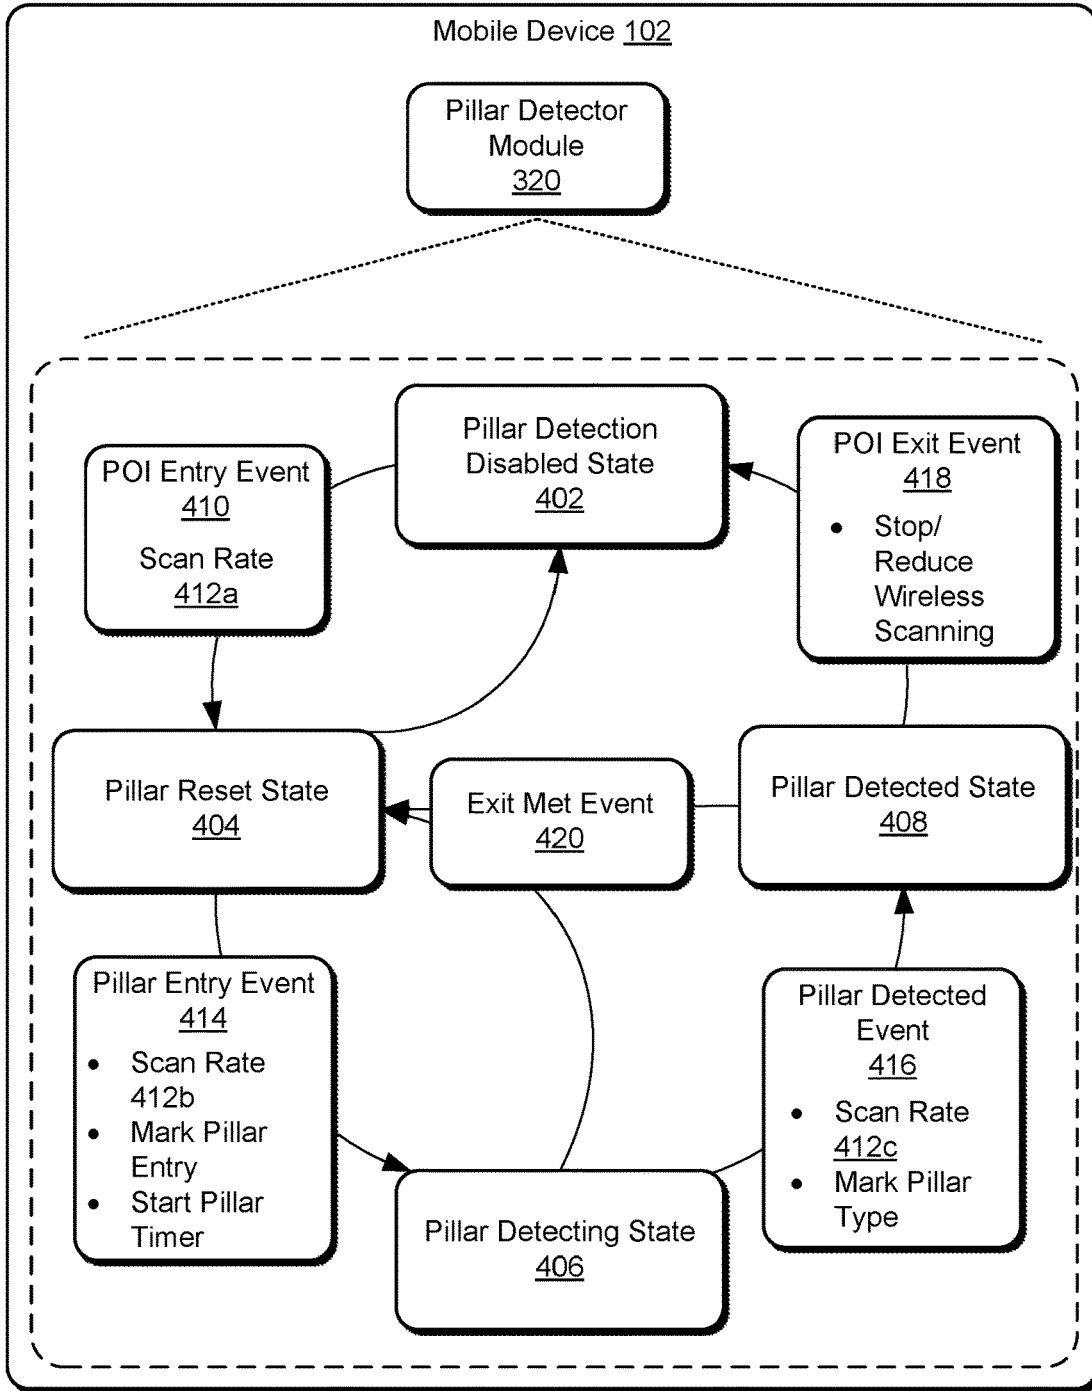 Mobile Device 102
Pillar Detector
Module
320
Pillar Detection
Disabled State
402
POI Entry Event
410
Scan Rate
412a
POI Exit Event
418
• Stop/
Reduce
Wireless
Scanning
Pillar Reset State
404
Exit Met Event
420
Pillar Detected State
408
Pillar Entry Event
414
• Scan Rate
412b
• Mark Pillar
Entry
• Start Pillar
Timer
Pillar Detecting State
406
Pillar Detected
Event
416
• Scan Rate
412c
• Mark Pillar
Type